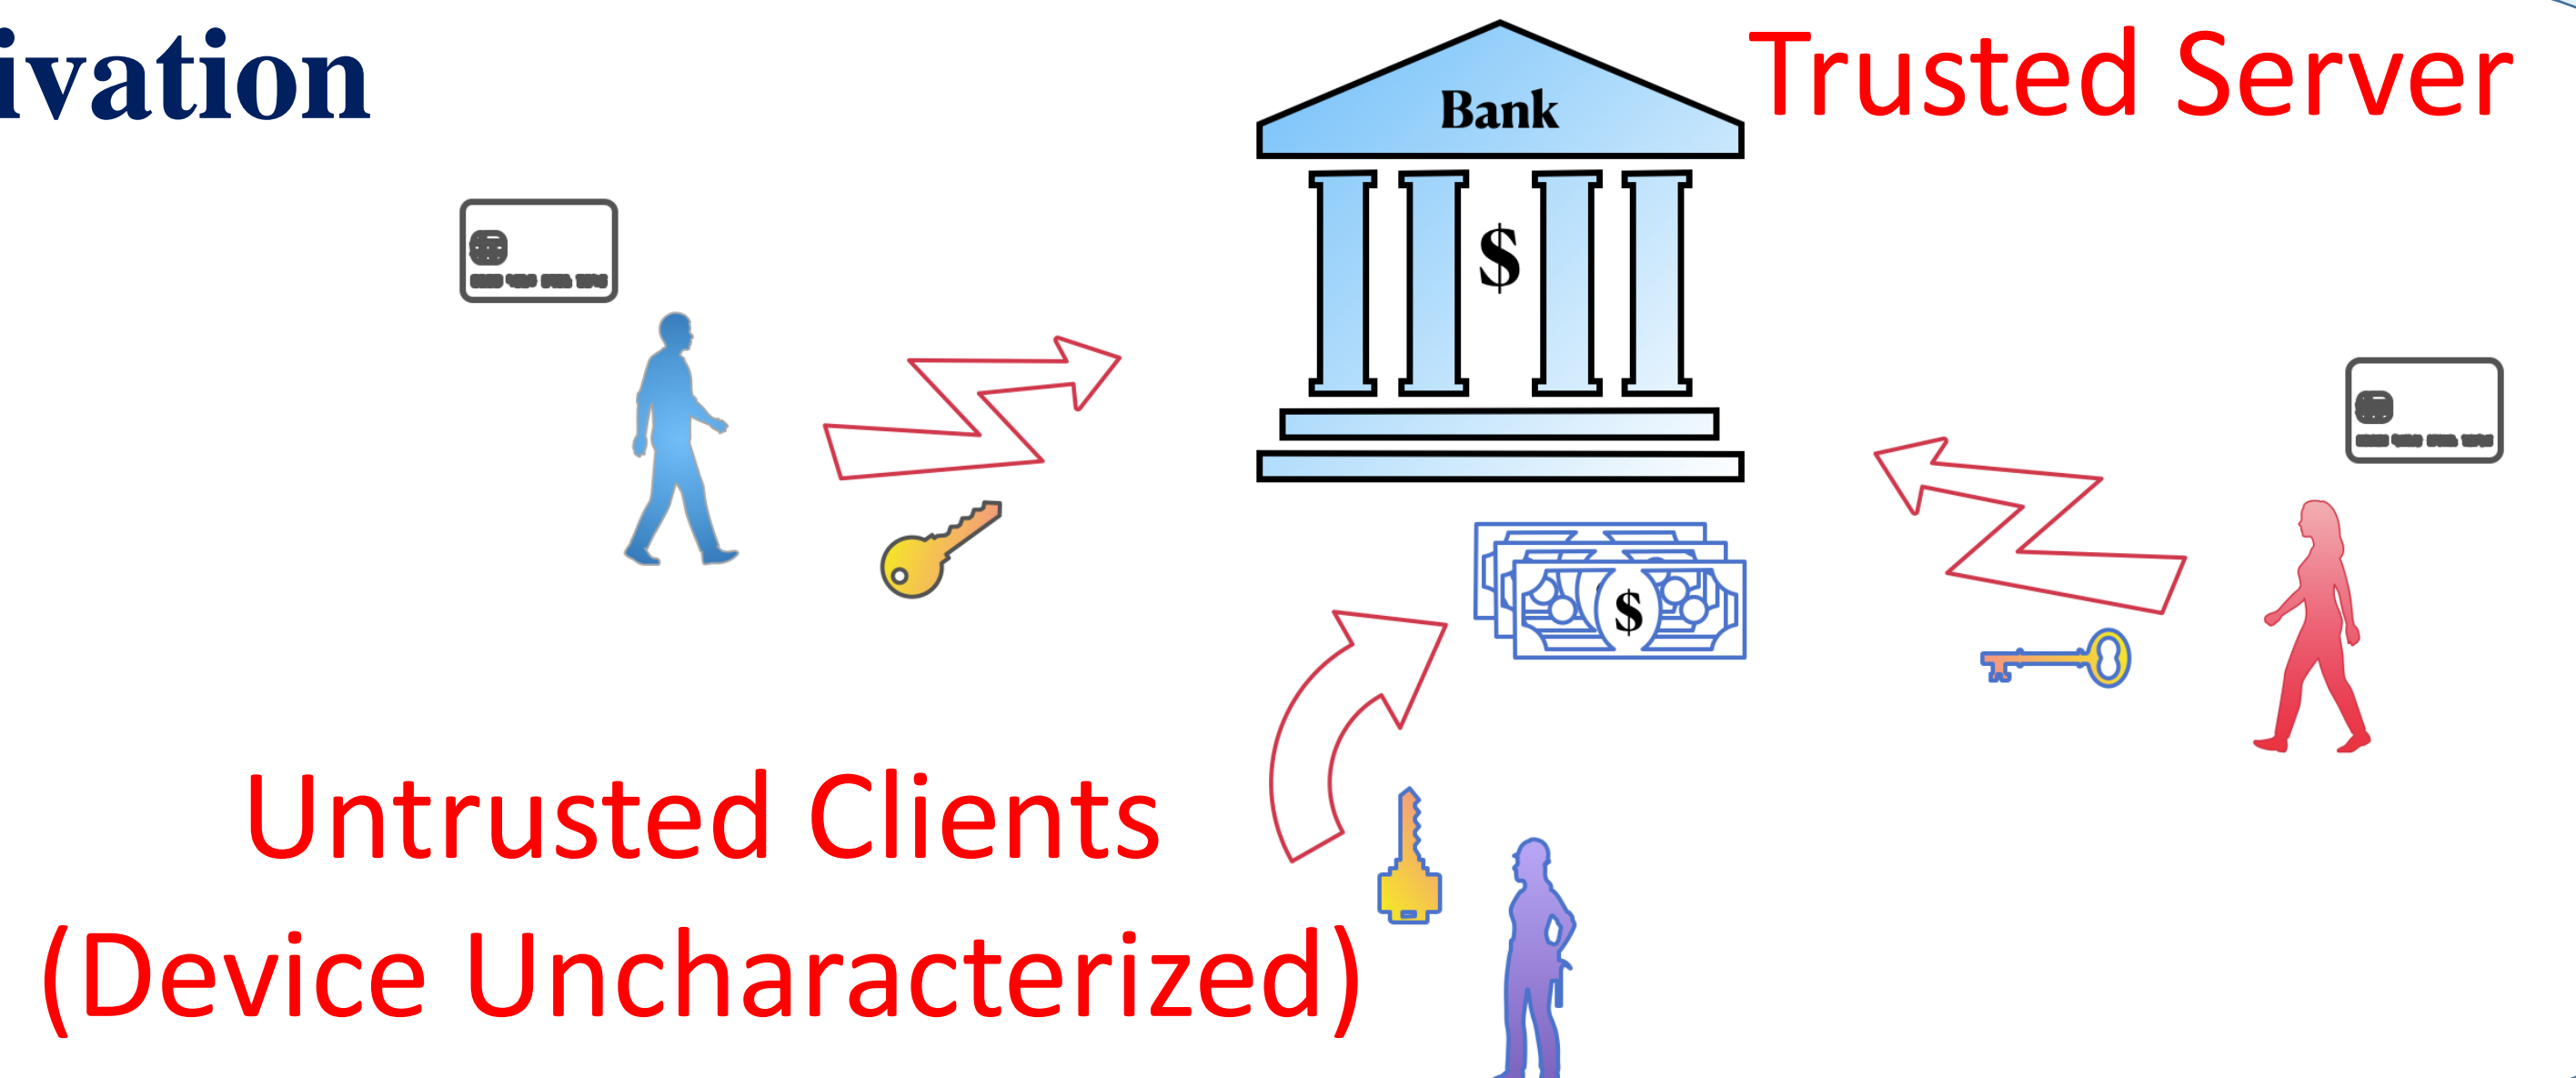 ivation
Trusted Server
Bank
$
$
Untrusted Clients
(Device Uncharacterized)